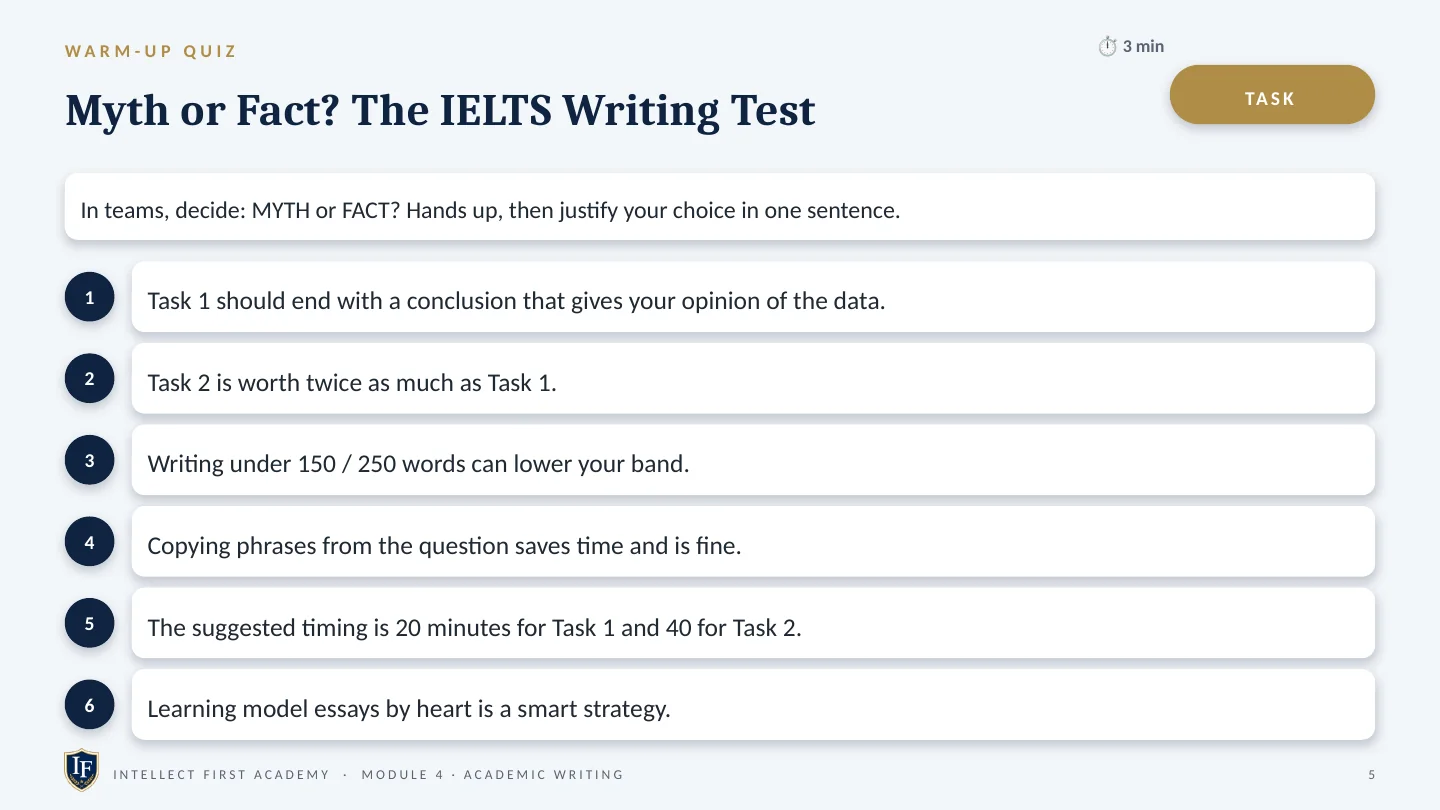 WARM-UP QUIZ
⏱ 3 min
TASK
Myth or Fact? The IELTS Writing Test
In teams, decide: MYTH or FACT? Hands up, then justify your choice in one sentence.
1 Task 1 should end with a conclusion that gives your opinion of the data.
2 Task 2 is worth twice as much as Task 1.
3 Writing under 150 / 250 words can lower your band.
4 Copying phrases from the question saves time and is fine.
5 The suggested timing is 20 minutes for Task 1 and 40 for Task 2.
6 Learning model essays by heart is a smart strategy.
IF
INTELLECT FIRST ACADEMY · MODULE 4 · ACADEMIC WRITING
5